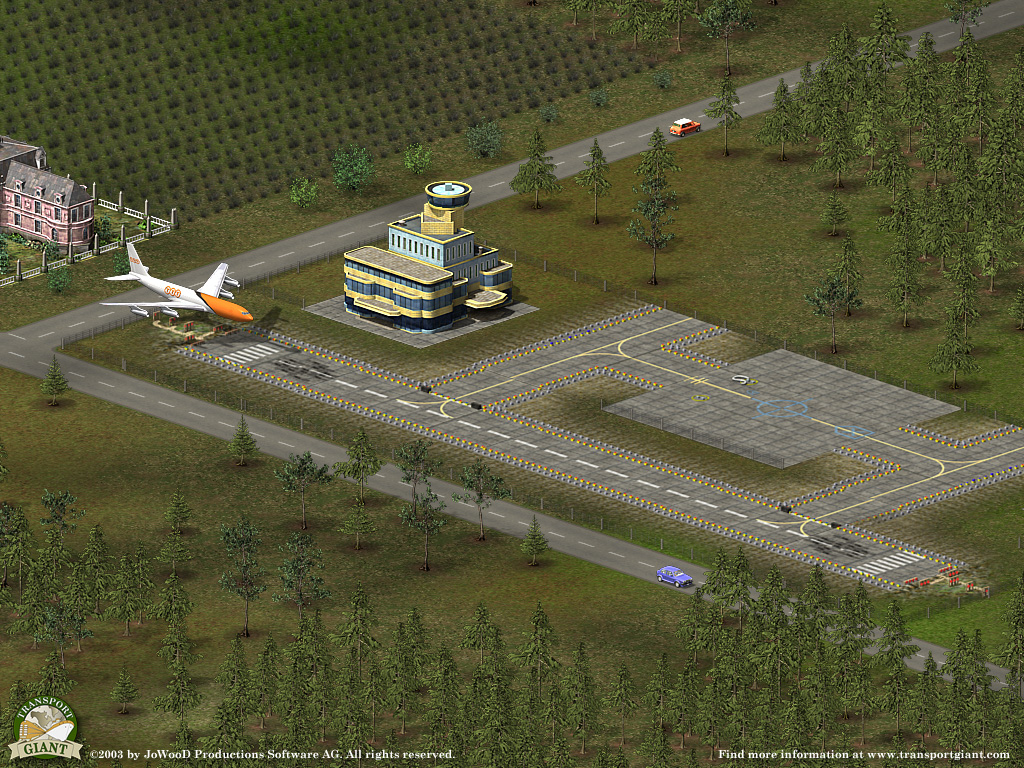 TRANSPORT
GIANT
©2003 by JoWooD Productions Software AG. All rights reserved.
Find more information at www.transportgiant.com